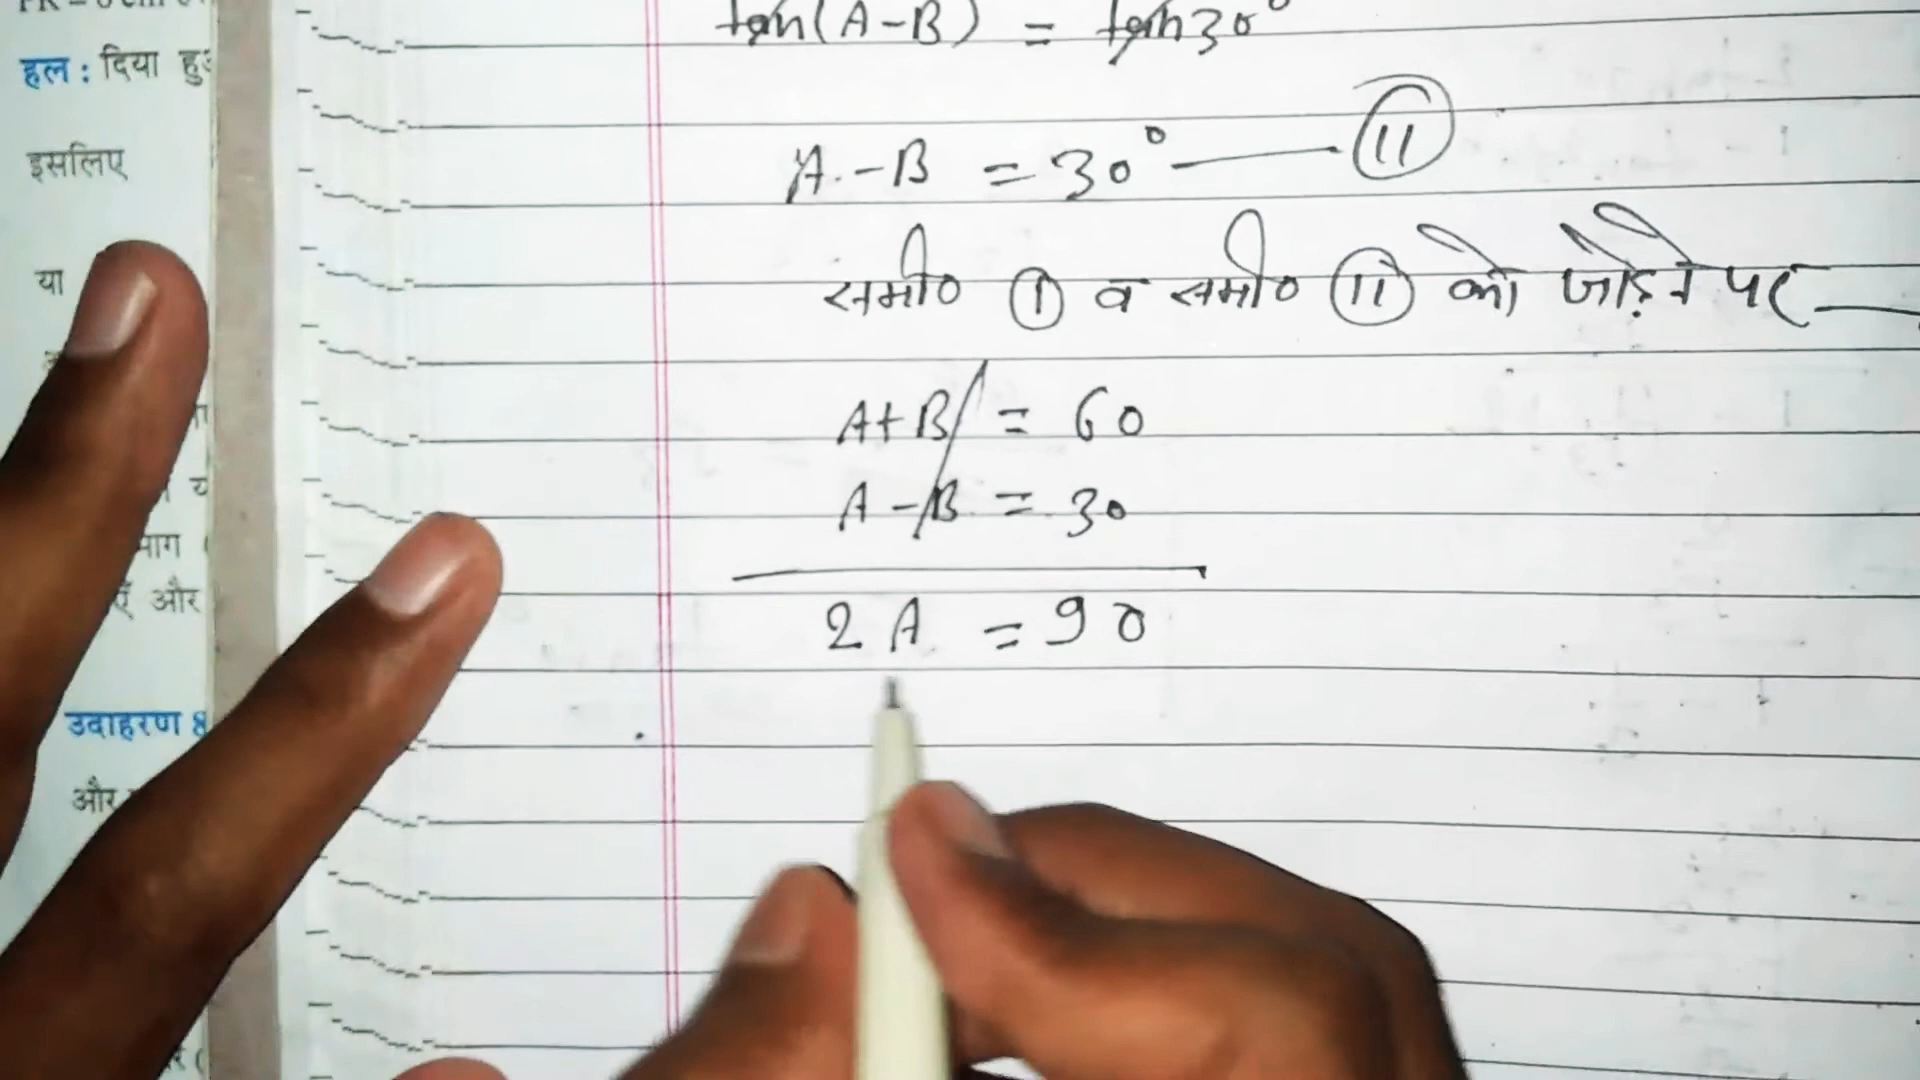 हल : दिया
इसलिए
या
और
उदाहरण 8
और
tan(A-B) = tan30°
A-B = 30° — (II)
समी० (I) व समी० (II) को जोड़ने पर —
A+B = 60
A-B = 30
2A = 90